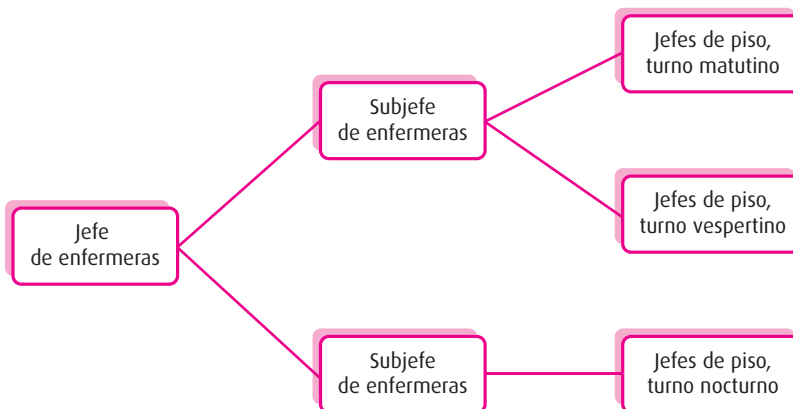 Jefe
de enfermeras
Subjefe
de enfermeras
Jefes de piso,
turno matutino
Jefes de piso,
turno vespertino
Subjefe
de enfermeras
Jefes de piso,
turno nocturno